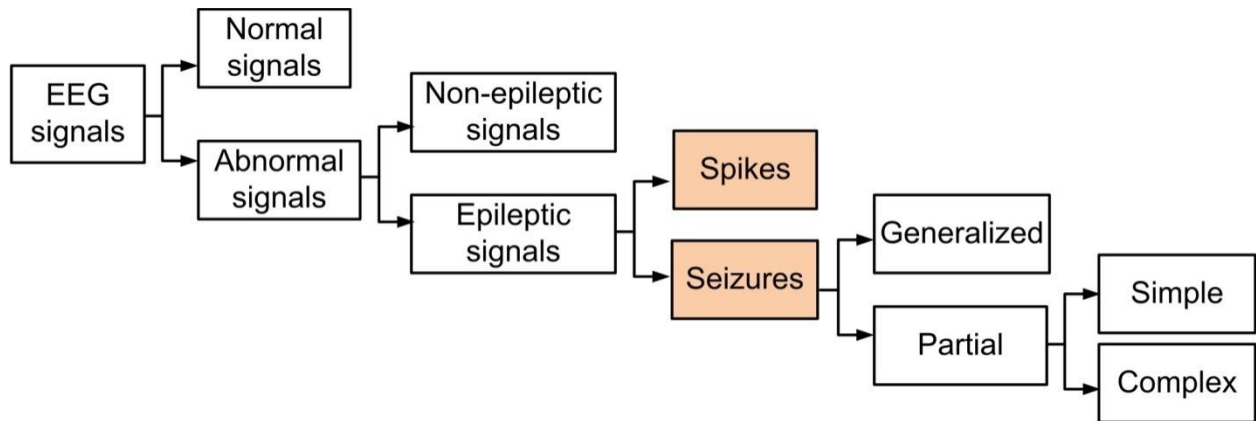 EEG
signals
Normal
signals
Abnormal
signals
Non-epileptic
signals
Epileptic
signals
Spikes
Seizures
Generalized
Partial
Simple
Complex